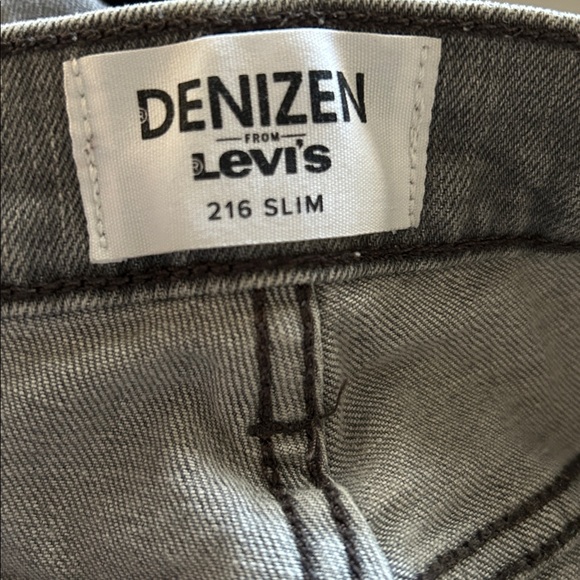 DENIZEN®
FROM
Levi's®
216 SLIM